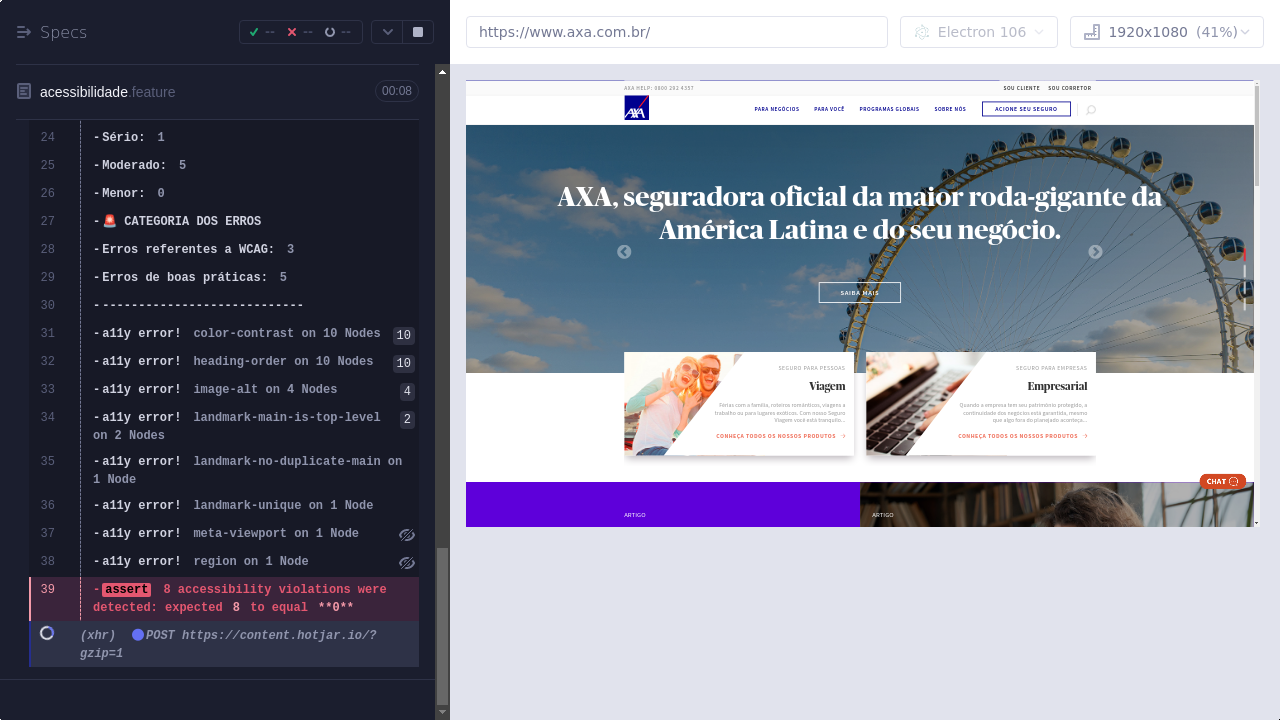 Specs
--
--
--
acessibilidade.feature
00:08
24 - Sério: 1
25 - Moderado: 5
26 - Menor: 0
27 - 🚨 CATEGORIA DOS ERROS
28 - Erros referentes a WCAG: 3
29 - Erros de boas práticas: 5
30 -----------------------------
31 - a11y error! color-contrast on 10 Nodes 10
32 - a11y error! heading-order on 10 Nodes 10
33 - a11y error! image-alt on 4 Nodes 4
34 - a11y error! landmark-main-is-top-level 2
on 2 Nodes
35 - a11y error! landmark-no-duplicate-main on
1 Node
36 - a11y error! landmark-unique on 1 Node
37 - a11y error! meta-viewport on 1 Node
38 - a11y error! region on 1 Node
39 - assert 8 accessibility violations were
detected: expected 8 to equal **0**
(xhr) POST https://content.hotjar.io/?
gzip=1
https://www.axa.com.br/
Electron 106
1920x1080 (41%)
AXA HELP: 0800 292 4357
SOU CLIENTE SOU CORRETOR
AXA
PARA NEGÓCIOS PARA VOCÊ PROGRAMAS GLOBAIS SOBRE NÓS ACIONE SEU SEGURO
AXA, seguradora oficial da maior roda-gigante da
América Latina e do seu negócio.
SAIBA MAIS
SEGURO PARA PESSOAS
Viagem
Férias com a família, roteiros românticos, viagens a
trabalho ou para lugares exóticos. Com nosso Seguro
Viagem você está tranquilo...
CONHEÇA TODOS OS NOSSOS PRODUTOS
SEGURO PARA EMPRESAS
Empresarial
Quando a empresa tem seu patrimônio protegido, a
continuidade dos negócios está garantida, mesmo
que algo fora do planejado aconteça...
CONHEÇA TODOS OS NOSSOS PRODUTOS
CHAT
ARTIGO
ARTIGO